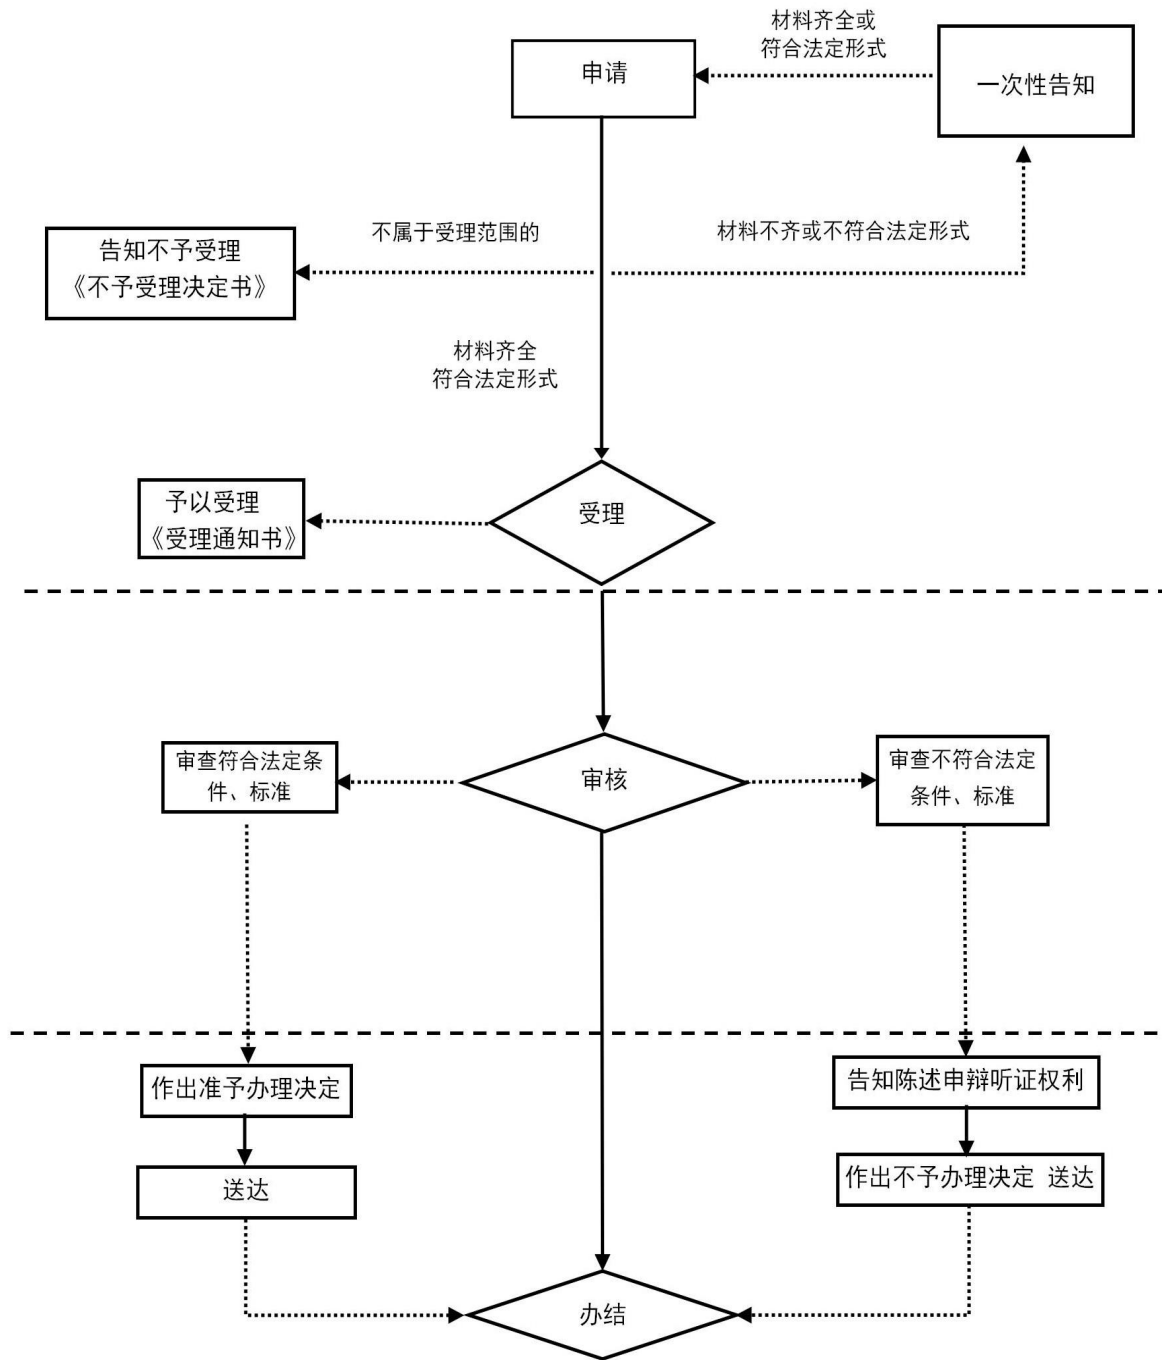 材料齐全或
符合法定形式
申请
一次性告知
不属于受理范围的
材料不齐或不符合法定形式
告知不予受理
《不予受理决定书》
材料齐全
符合法定形式
予以受理
《受理通知书》
受理
审查符合法定条
件、标准
审核
审查不符合法定
条件、标准
作出准予办理决定
告知陈述申辩听证权利
送达
作出不予办理决定 送达
办结